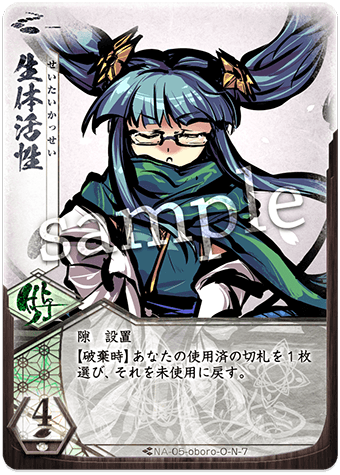 せいたいかっせい
生体活性
sample
付与
隙　設置
【破棄時】あなたの使用済の切札を１枚
選び、それを未使用に戻す。
4
NA-05-oboro-O-N-7